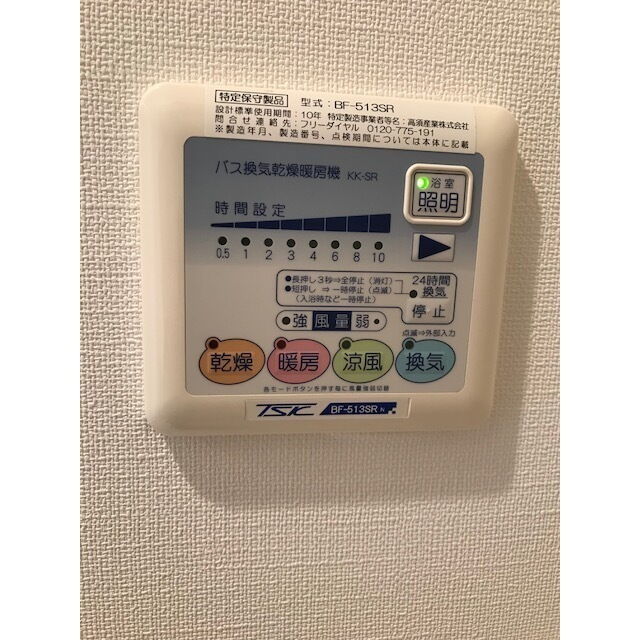 特定保守製品 型式：BF-513SR
設計標準使用期間：10年 特定製造事業者等名：高須産業株式会社
問合せ連絡先：フリーダイヤル 0120-775-191
※製造年月、製造番号、点検期間については本体に記載
バス換気乾燥暖房機 KK-SR
浴室
照明
時間設定
0.5 1 2 3 4 6 8 10
●長押し3秒⇒全停止（消灯）
●短押し ⇒一時停止（点滅）
（入浴時など一時停止）
24時間
換気
停止
強 風量 弱
点滅⇒外部入力
乾燥 暖房 涼風 換気
各モードボタンを押す毎に風量強弱切替
TSK BF-513SR N